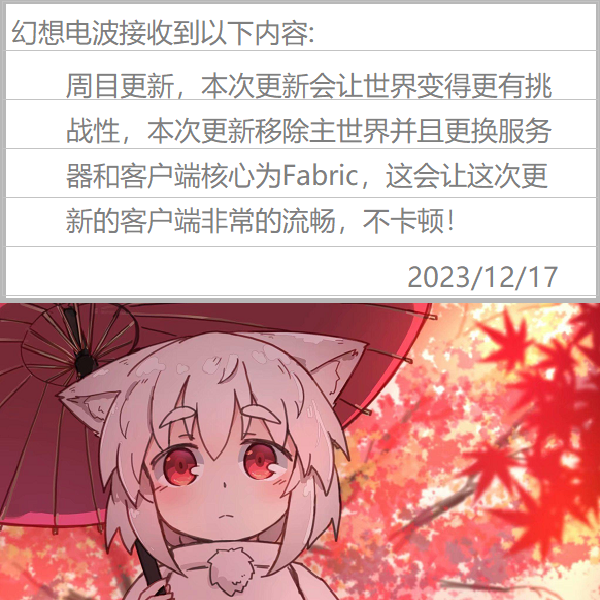 幻想电波接收到以下内容:
周目更新，本次更新会让世界变得更有挑
战性，本次更新移除主世界并且更换服务
器和客户端核心为Fabric，这会让这次更
新的客户端非常的流畅，不卡顿！
2023/12/17